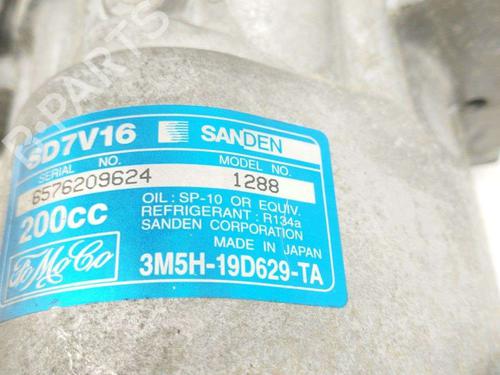 SD7V16 SANDEN
SERIAL NO. MODEL NO.
6576209624 1288
200cc OIL: SP-10 OR EQUIV.
REFRIGERANT: R134a
SANDEN CORPORATION
MADE IN JAPAN
FoMoCo 3M5H-19D629-TA
B-PARTS